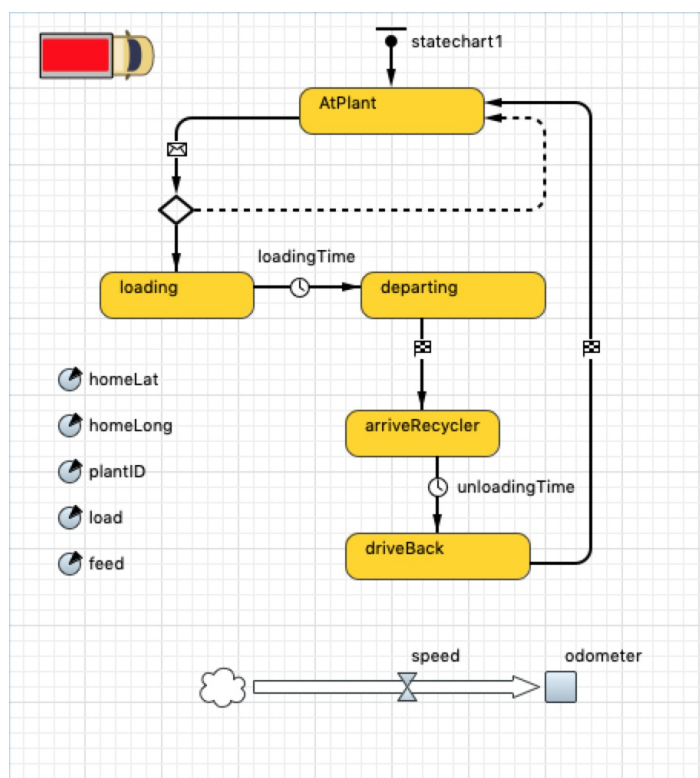 statechart1
AtPlant
loadingTime
loading
departing
homeLat
homeLong
arriveRecycler
plantID
unloadingTime
load
driveBack
feed
speed
odometer